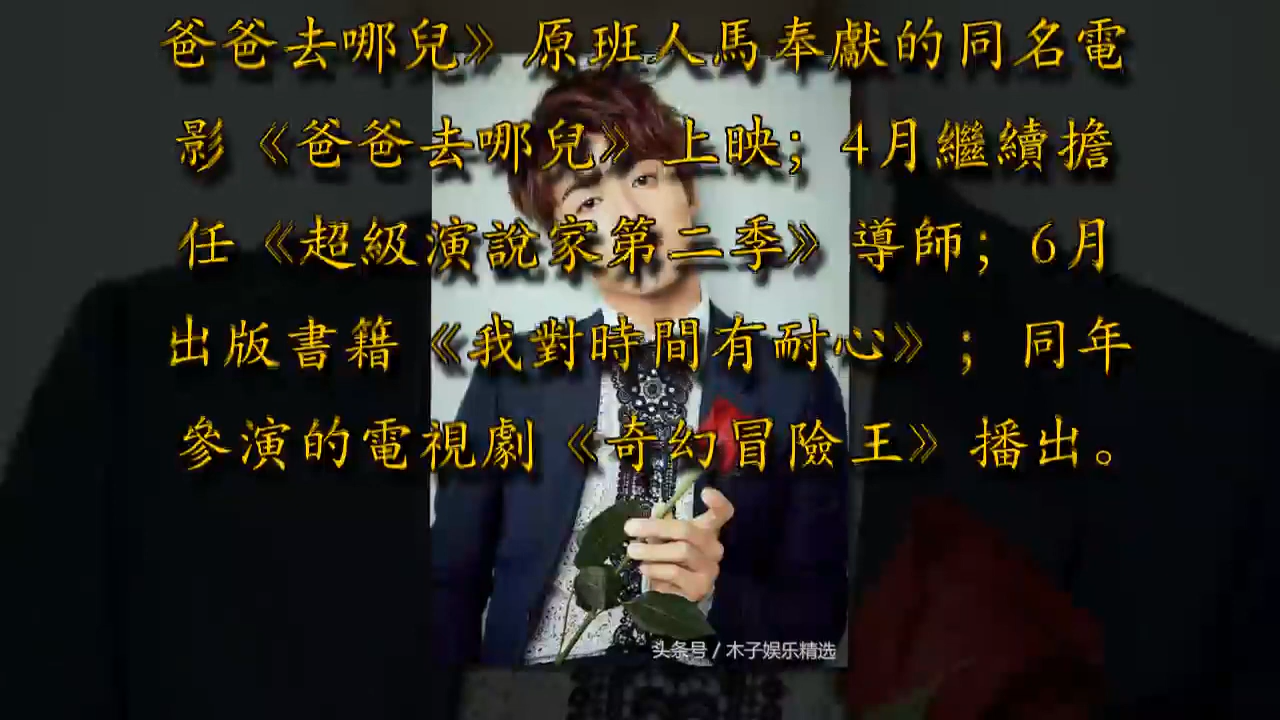 爸爸去哪兒》原班人馬奉獻的同名電
影《爸爸去哪兒》上映；4月繼續擔
任《超級演說家第二季》導師；6月
出版書籍《我對時間有耐心》；同年
參演的電視劇《奇幻冒險王》播出。
头条号 / 木子娱乐精选